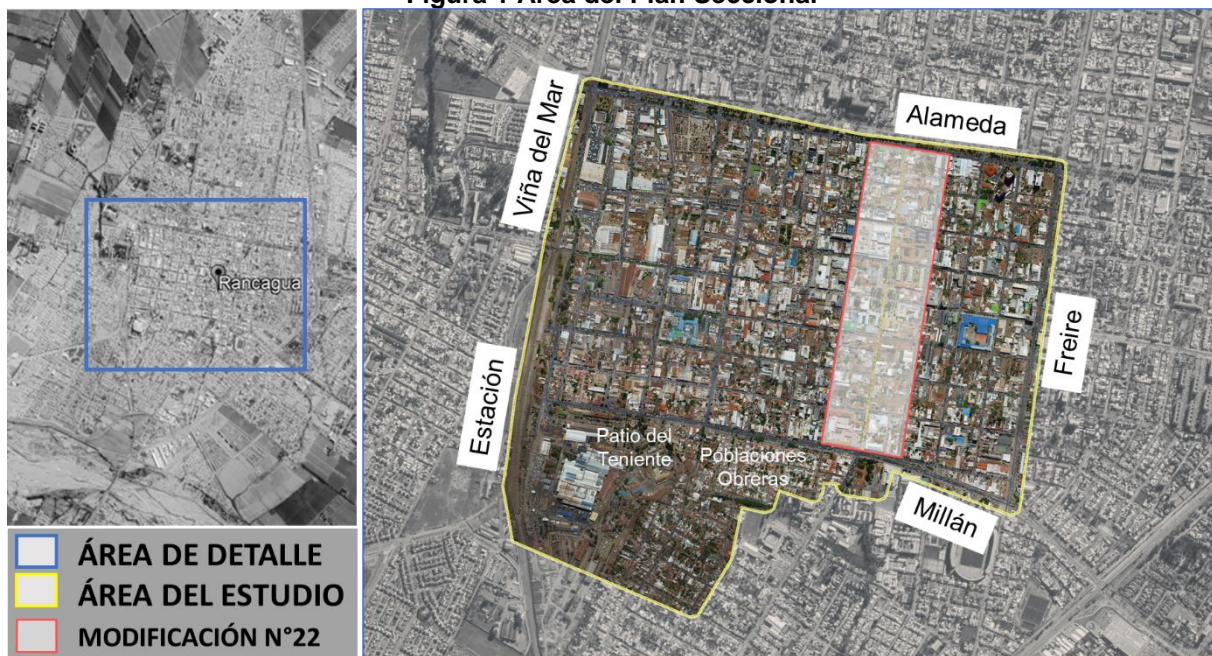 Figura 1 Área del Plan Seccional
Rancagua
ÁREA DE DETALLE
ÁREA DEL ESTUDIO
MODIFICACIÓN N°22
Viña del Mar
Alameda
Estación
Freire
Patio del
Teniente
Poblaciones
Obreras
Millán